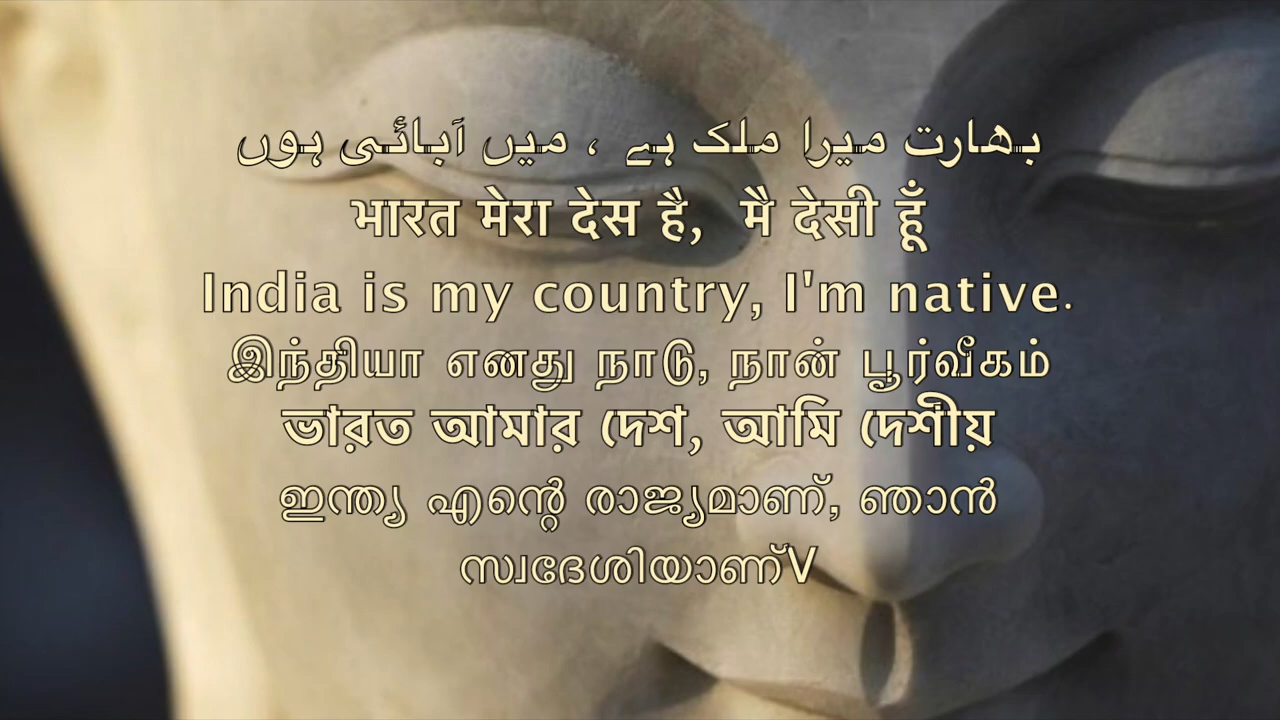 بھارت میرا ملک ہے ، میں آبائی ہوں
भारत मेरा देस है, मै देसी हूँ
India is my country, I'm native.
இந்தியா எனது நாடு, நான் பூர்வீகம்
ভারত আমার দেশ, আমি দেশীয়
ഇന്ത്യ എന്റെ രാജ്യമാണ്, ഞാൻ
സ്വദേശിയാണ്V